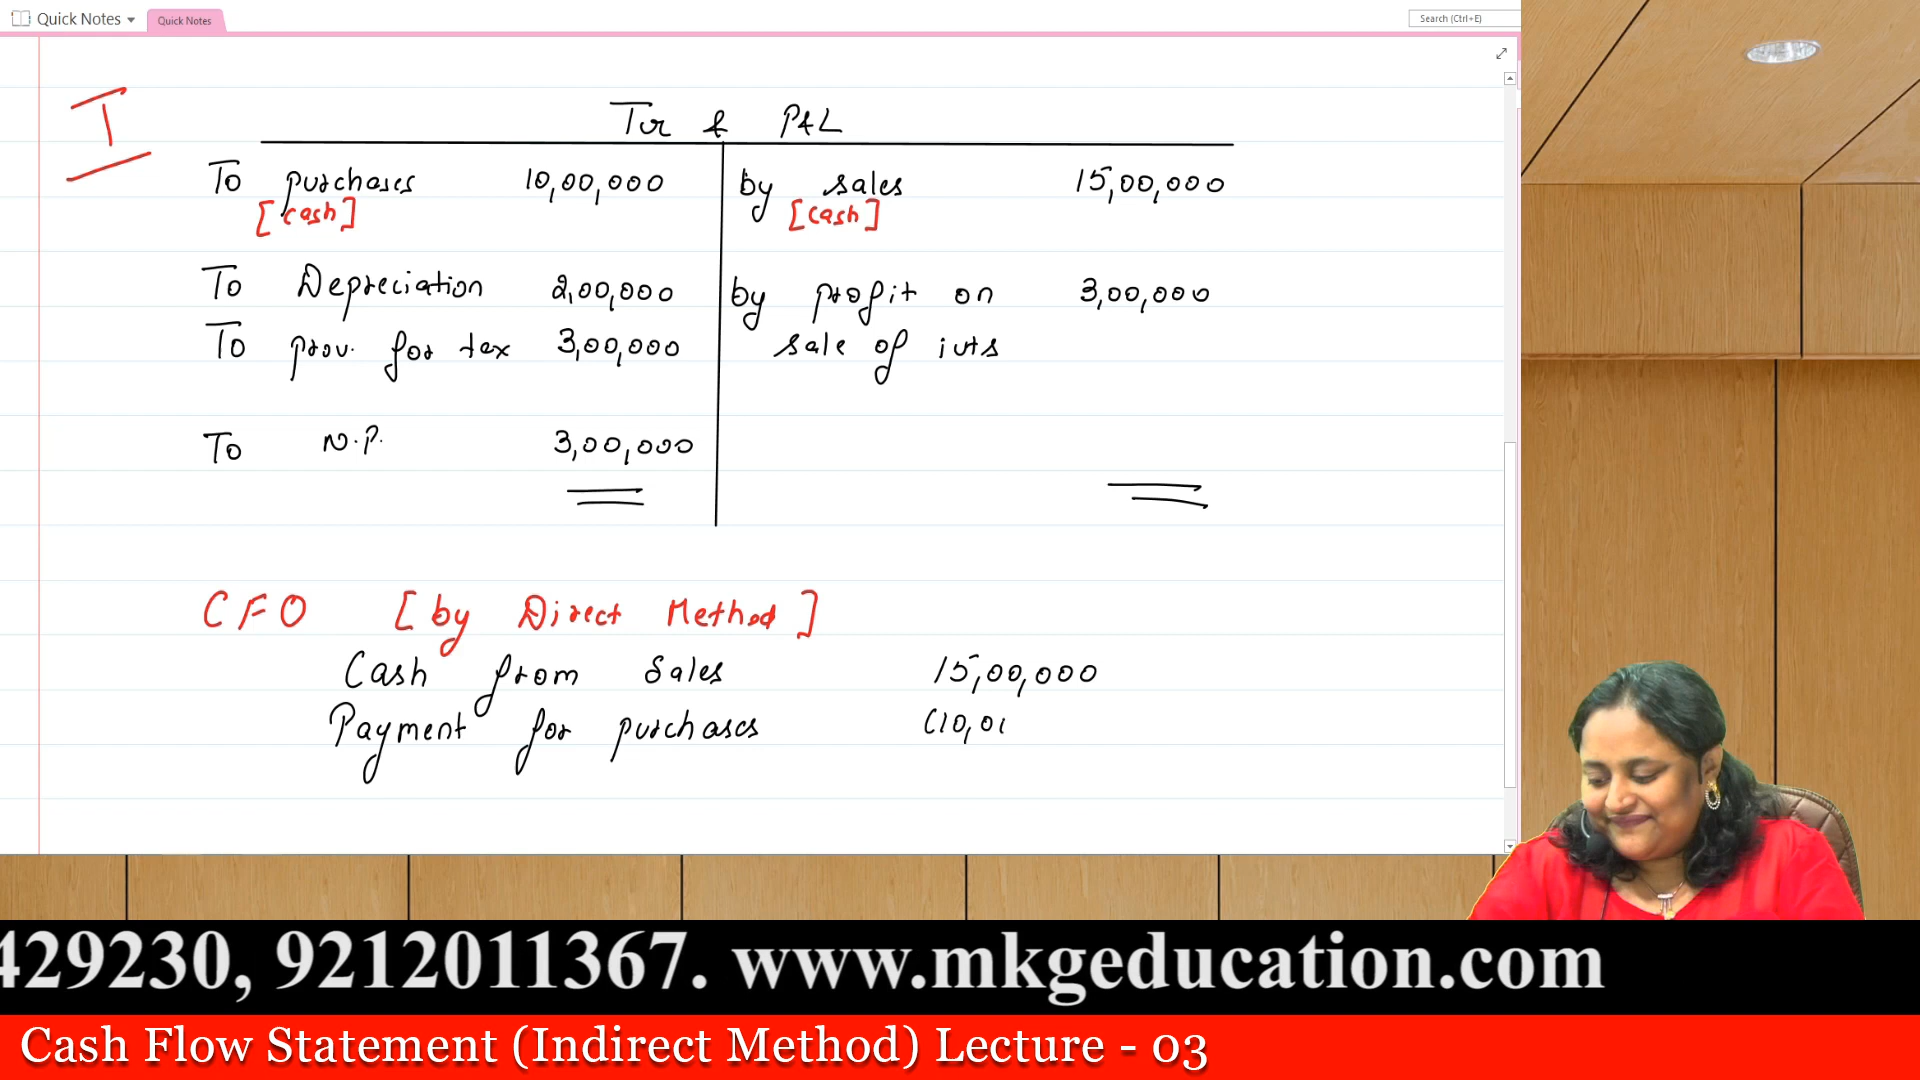 Quick Notes
Quick Notes
Search (Ctrl+E)
I
Tr & P&L
To purchases 10,00,000 by sales 15,00,000
[cash] [cash]
To Depreciation 2,00,000 by profit on 3,00,000
To prov. for tax 3,00,000 sale of ivts
To N.P. 3,00,000
CFO [by Direct Method]
Cash from Sales 15,00,000
Payment for purchases (10,0
429230, 9212011367. www.mkgeducation.com
Cash Flow Statement (Indirect Method) Lecture - 03